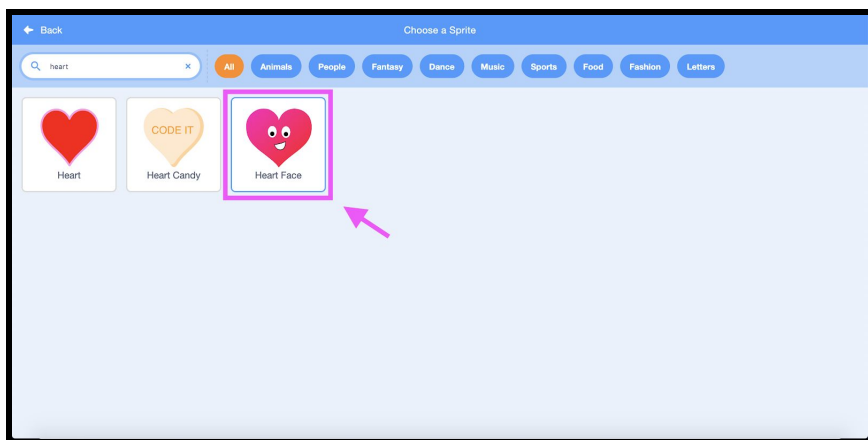 Back
Choose a Sprite
heart
All Animals People Fantasy Dance Music Sports Food Fashion Letters
CODE IT
Heart Heart Candy Heart Face